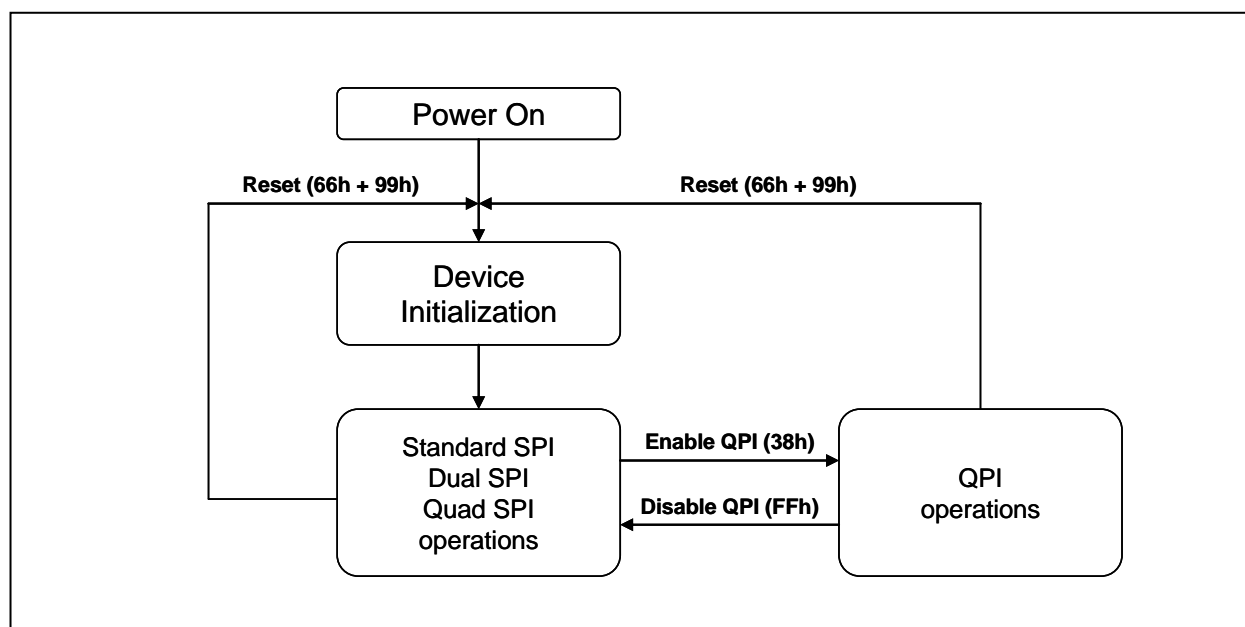 Power On
Reset (66h + 99h)
Reset (66h + 99h)
Device
Initialization
Standard SPI
Dual SPI
Quad SPI
operations
Enable QPI (38h)
Disable QPI (FFh)
QPI
operations